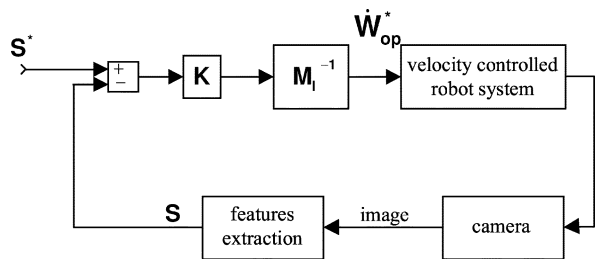 S*
+
−
K
M_I^{-1}
Ẇ*_op
velocity controlled
robot system
S
features
extraction
image
camera